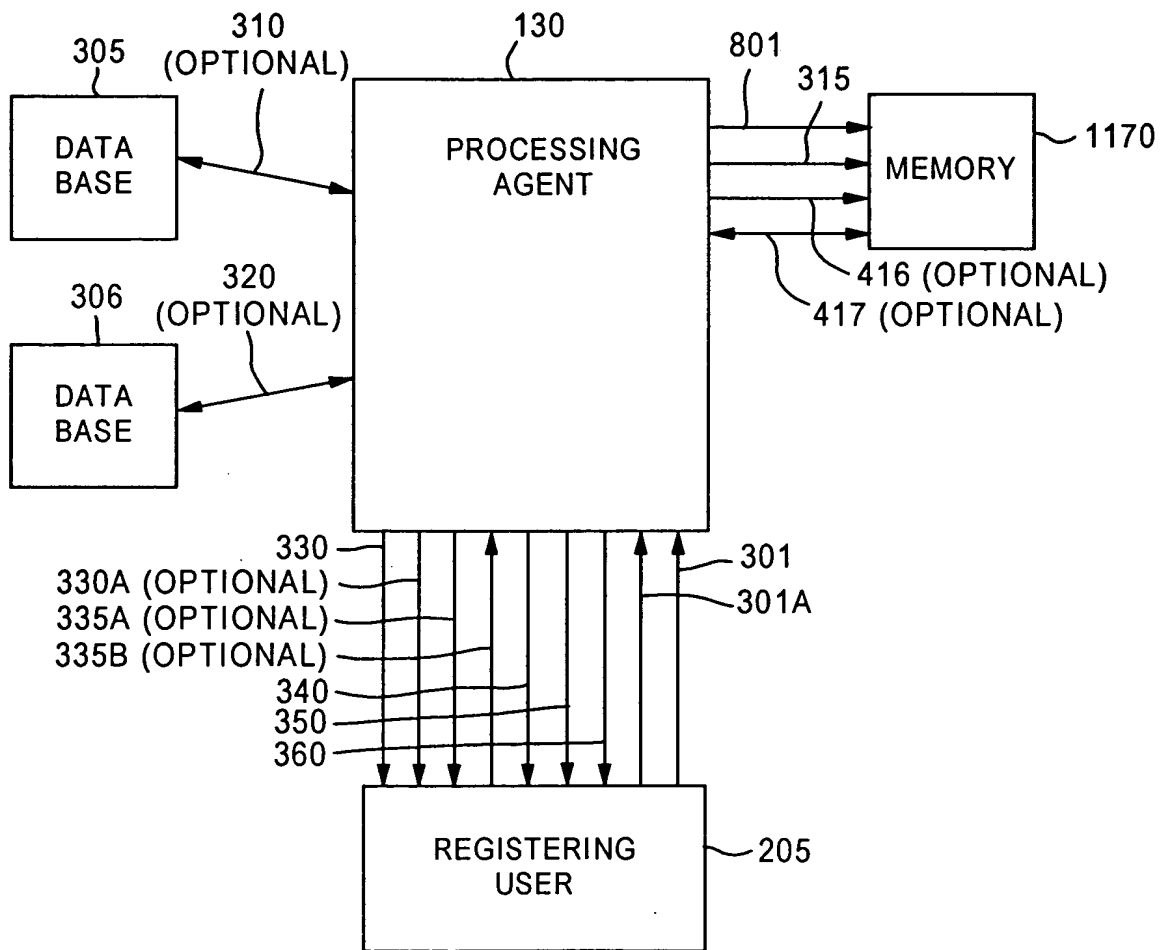 310
(OPTIONAL)
130
801
315
305
DATA
BASE
PROCESSING
AGENT
MEMORY
1170
416 (OPTIONAL)
417 (OPTIONAL)
320
(OPTIONAL)
306
DATA
BASE
330
330A (OPTIONAL)
335A (OPTIONAL)
335B (OPTIONAL)
340
350
360
301
301A
REGISTERING
USER
205